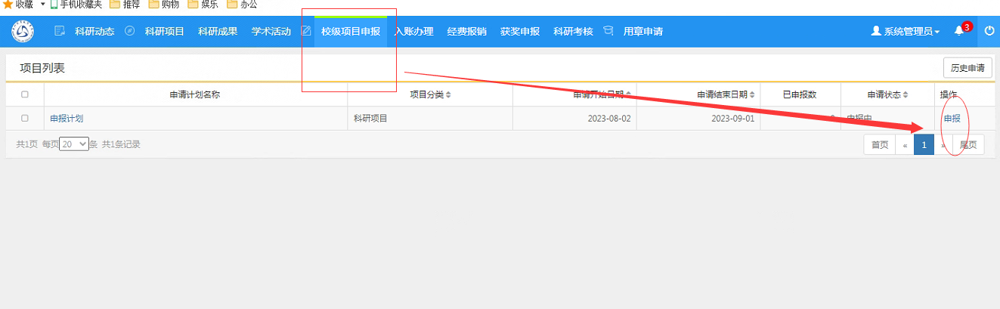 收藏 手机收藏夹 推荐 购物 娱乐 办公
科研动态 科研项目 科研成果 学术活动 校级项目申报 入账办理 经费报销 获奖申报 科研考核 用章申请 系统管理员 3
项目列表 历史申请
申请计划名称 项目分类 申请开始日期 申请结束日期 已申报数 申请状态 操作
申报计划 科研项目 2023-08-02 2023-09-01 0 申报中 申报
共1页 每页 20 条 共1条记录 首页 « 1 » 尾页